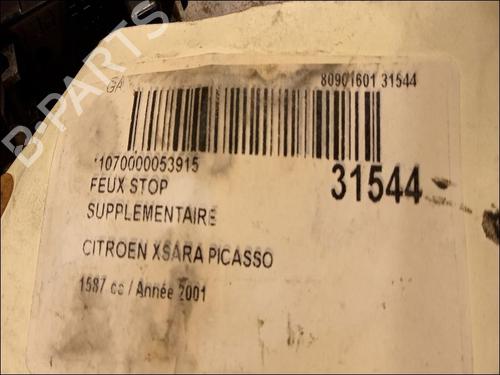 GA
80901601 31544
*1070000053915
31544
FEUX STOP
SUPPLEMENTAIRE
CITROEN XSARA PICASSO
1587 cc / Année 2001
B-PARTS